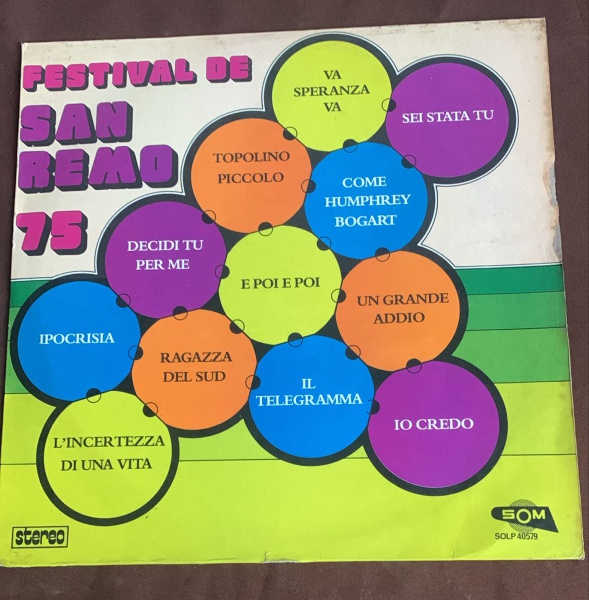 FESTIVAL DE
SAN
REMO
75
VA
SPERANZA
VA
SEI STATA TU
TOPOLINO
PICCOLO
COME
HUMPHREY
BOGART
DECIDI TU
PER ME
E POI E POI
UN GRANDE
ADDIO
IPOCRISIA
RAGAZZA
DEL SUD
IL
TELEGRAMMA
IO CREDO
L'INCERTEZZA
DI UNA VITA
stereo
SOM
SOLP 40579